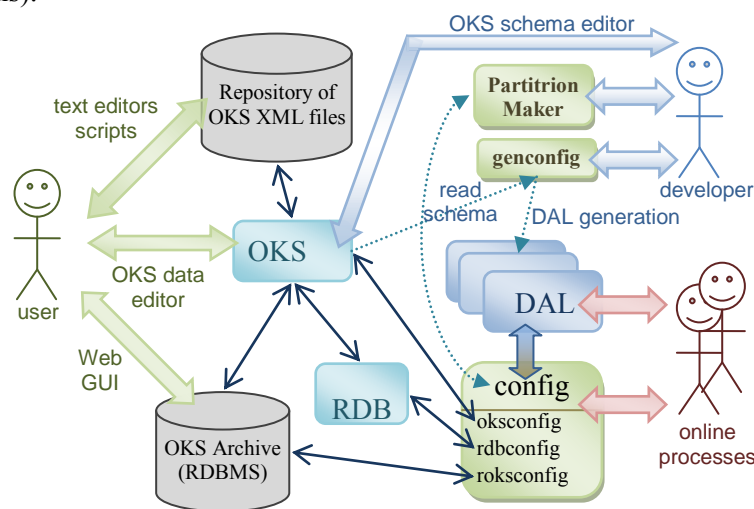 OKS schema editor
Repository of
OKS XML files
text editors
scripts
Partitrion
Maker
genconfig
developer
read
schema
DAL generation
OKS
OKS data
editor
user
DAL
Web
GUI
RDB
config
oksconfig
rdbconfig
roksconfig
OKS Archive
(RDBMS)
online
processes